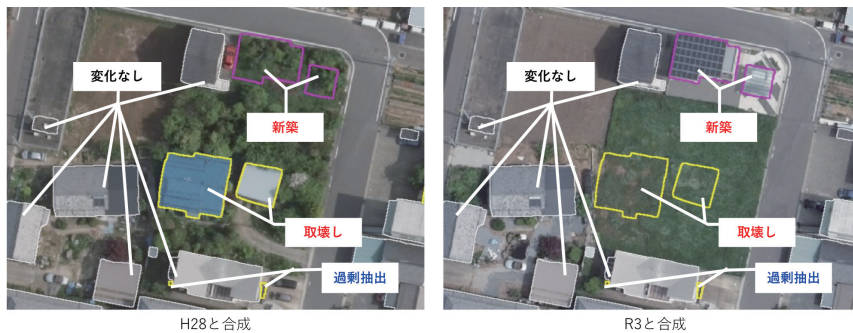 変化なし
新築
取壊し
過剰抽出
H28と合成
変化なし
新築
取壊し
過剰抽出
R3と合成